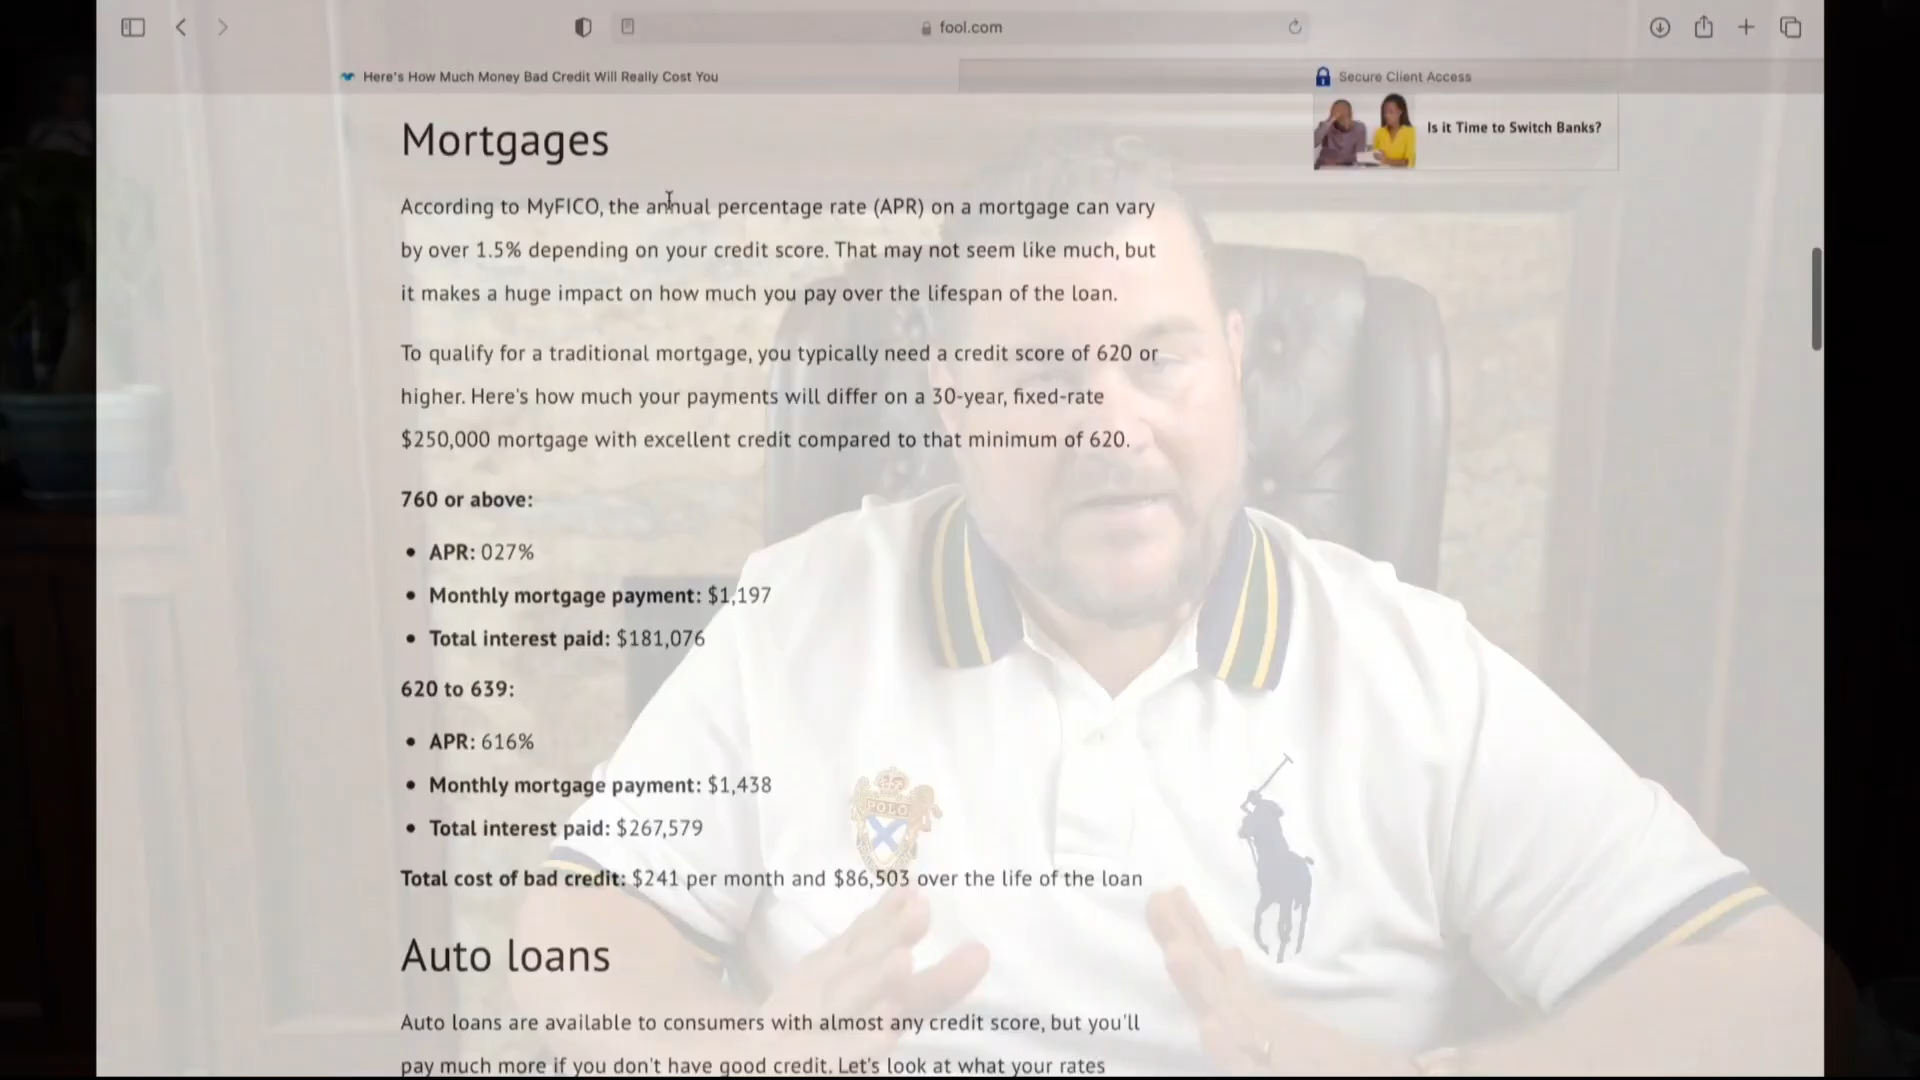 fool.com
Here's How Much Money Bad Credit Will Really Cost You
Secure Client Access
Is it Time to Switch Banks?
Mortgages
According to MyFICO, the annual percentage rate (APR) on a mortgage can vary
by over 1.5% depending on your credit score. That may not seem like much, but
it makes a huge impact on how much you pay over the lifespan of the loan.
To qualify for a traditional mortgage, you typically need a credit score of 620 or
higher. Here's how much your payments will differ on a 30-year, fixed-rate
$250,000 mortgage with excellent credit compared to that minimum of 620.
760 or above:
• APR: 027%
• Monthly mortgage payment: $1,197
• Total interest paid: $181,076
620 to 639:
• APR: 616%
• Monthly mortgage payment: $1,438
• Total interest paid: $267,579
POLO
Total cost of bad credit: $241 per month and $86,503 over the life of the loan
Auto loans
Auto loans are available to consumers with almost any credit score, but you'll
pay much more if you don't have good credit. Let's look at what your rates